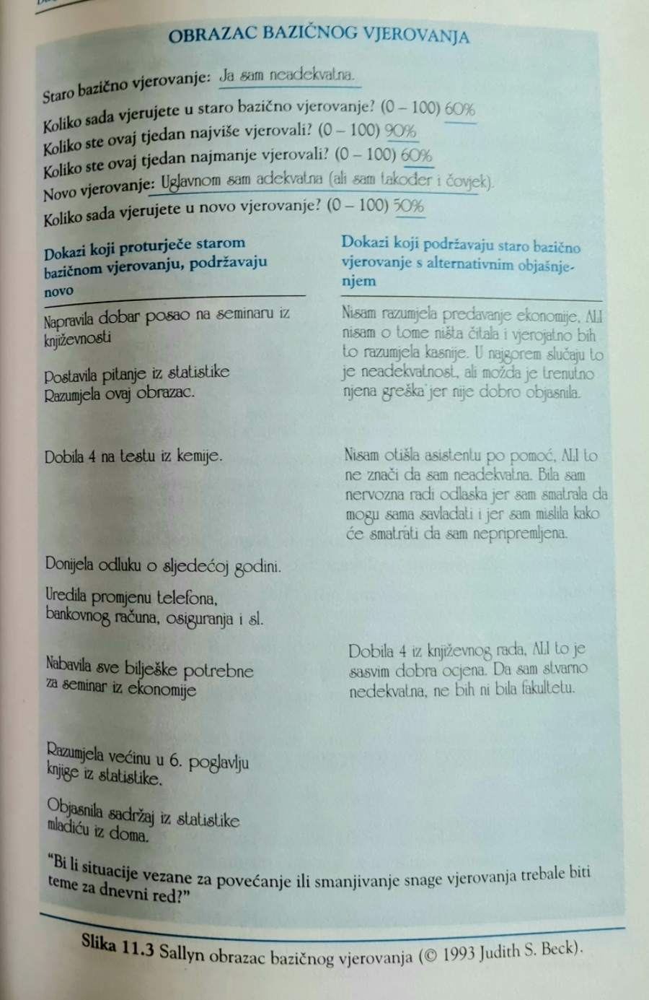 OBRAZAC BAZIČNOG VJEROVANJA
Staro bazično vjerovanje: Ja sam neadekvatna.
Koliko sada vjerujete u staro bazično vjerovanje? (0 – 100) 60%
Koliko ste ovaj tjedan najviše vjerovali? (0 – 100) 90%
Koliko ste ovaj tjedan najmanje vjerovali? (0 – 100) 60%
Novo vjerovanje: Uglavnom sam adekvatna (ali sam također i čovjek).
Koliko sada vjerujete u novo vjerovanje? (0 – 100) 50%
Dokazi koji proturječe starom
bazičnom vjerovanju, podržavaju
novo
Napravila dobar posao na seminaru iz
književnosti
Postavila pitanje iz statistike
Razumjela ovaj obrazac.
Dobila 4 na testu iz kemije.
Donijela odluku o sljedećoj godini.
Uredila promjenu telefona,
bankovnog računa, osiguranja i sl.
Nabavila sve bilješke potrebne
za seminar iz ekonomije
Razumjela većinu u 6. poglavlju
knjige iz statistike.
Objasnila sadržaj iz statistike
mladiću iz doma.
Dokazi koji podržavaju staro bazično
vjerovanje s alternativnim objašnje-
njem
Nisam razumjela predavanje ekonomije, ALI
nisam o tome ništa čitala i vjerojatno bih
to razumjela kasnije. U najgorem slučaju to
je neadekvatnost, ali možda je trenutno
njena greška jer nije dobro objasnila.
Nisam otišla asistentu po pomoć, ALI to
ne znači da sam neadekvatna. Bila sam
nervozna radi odlaska jer sam smatrala da
mogu sama savladati i jer sam mislila kako
će smatrati da sam nepripremljena.
Dobila 4 iz književnog rada, ALI to je
sasvim dobra ocjena. Da sam stvarno
nedekvatna, ne bih ni bila fakultetu.
“Bi li situacije vezane za povećanje ili smanjivanje snage vjerovanja trebale biti
teme za dnevni red?”
Slika 11.3 Sallyn obrazac bazičnog vjerovanja (© 1993 Judith S. Beck).